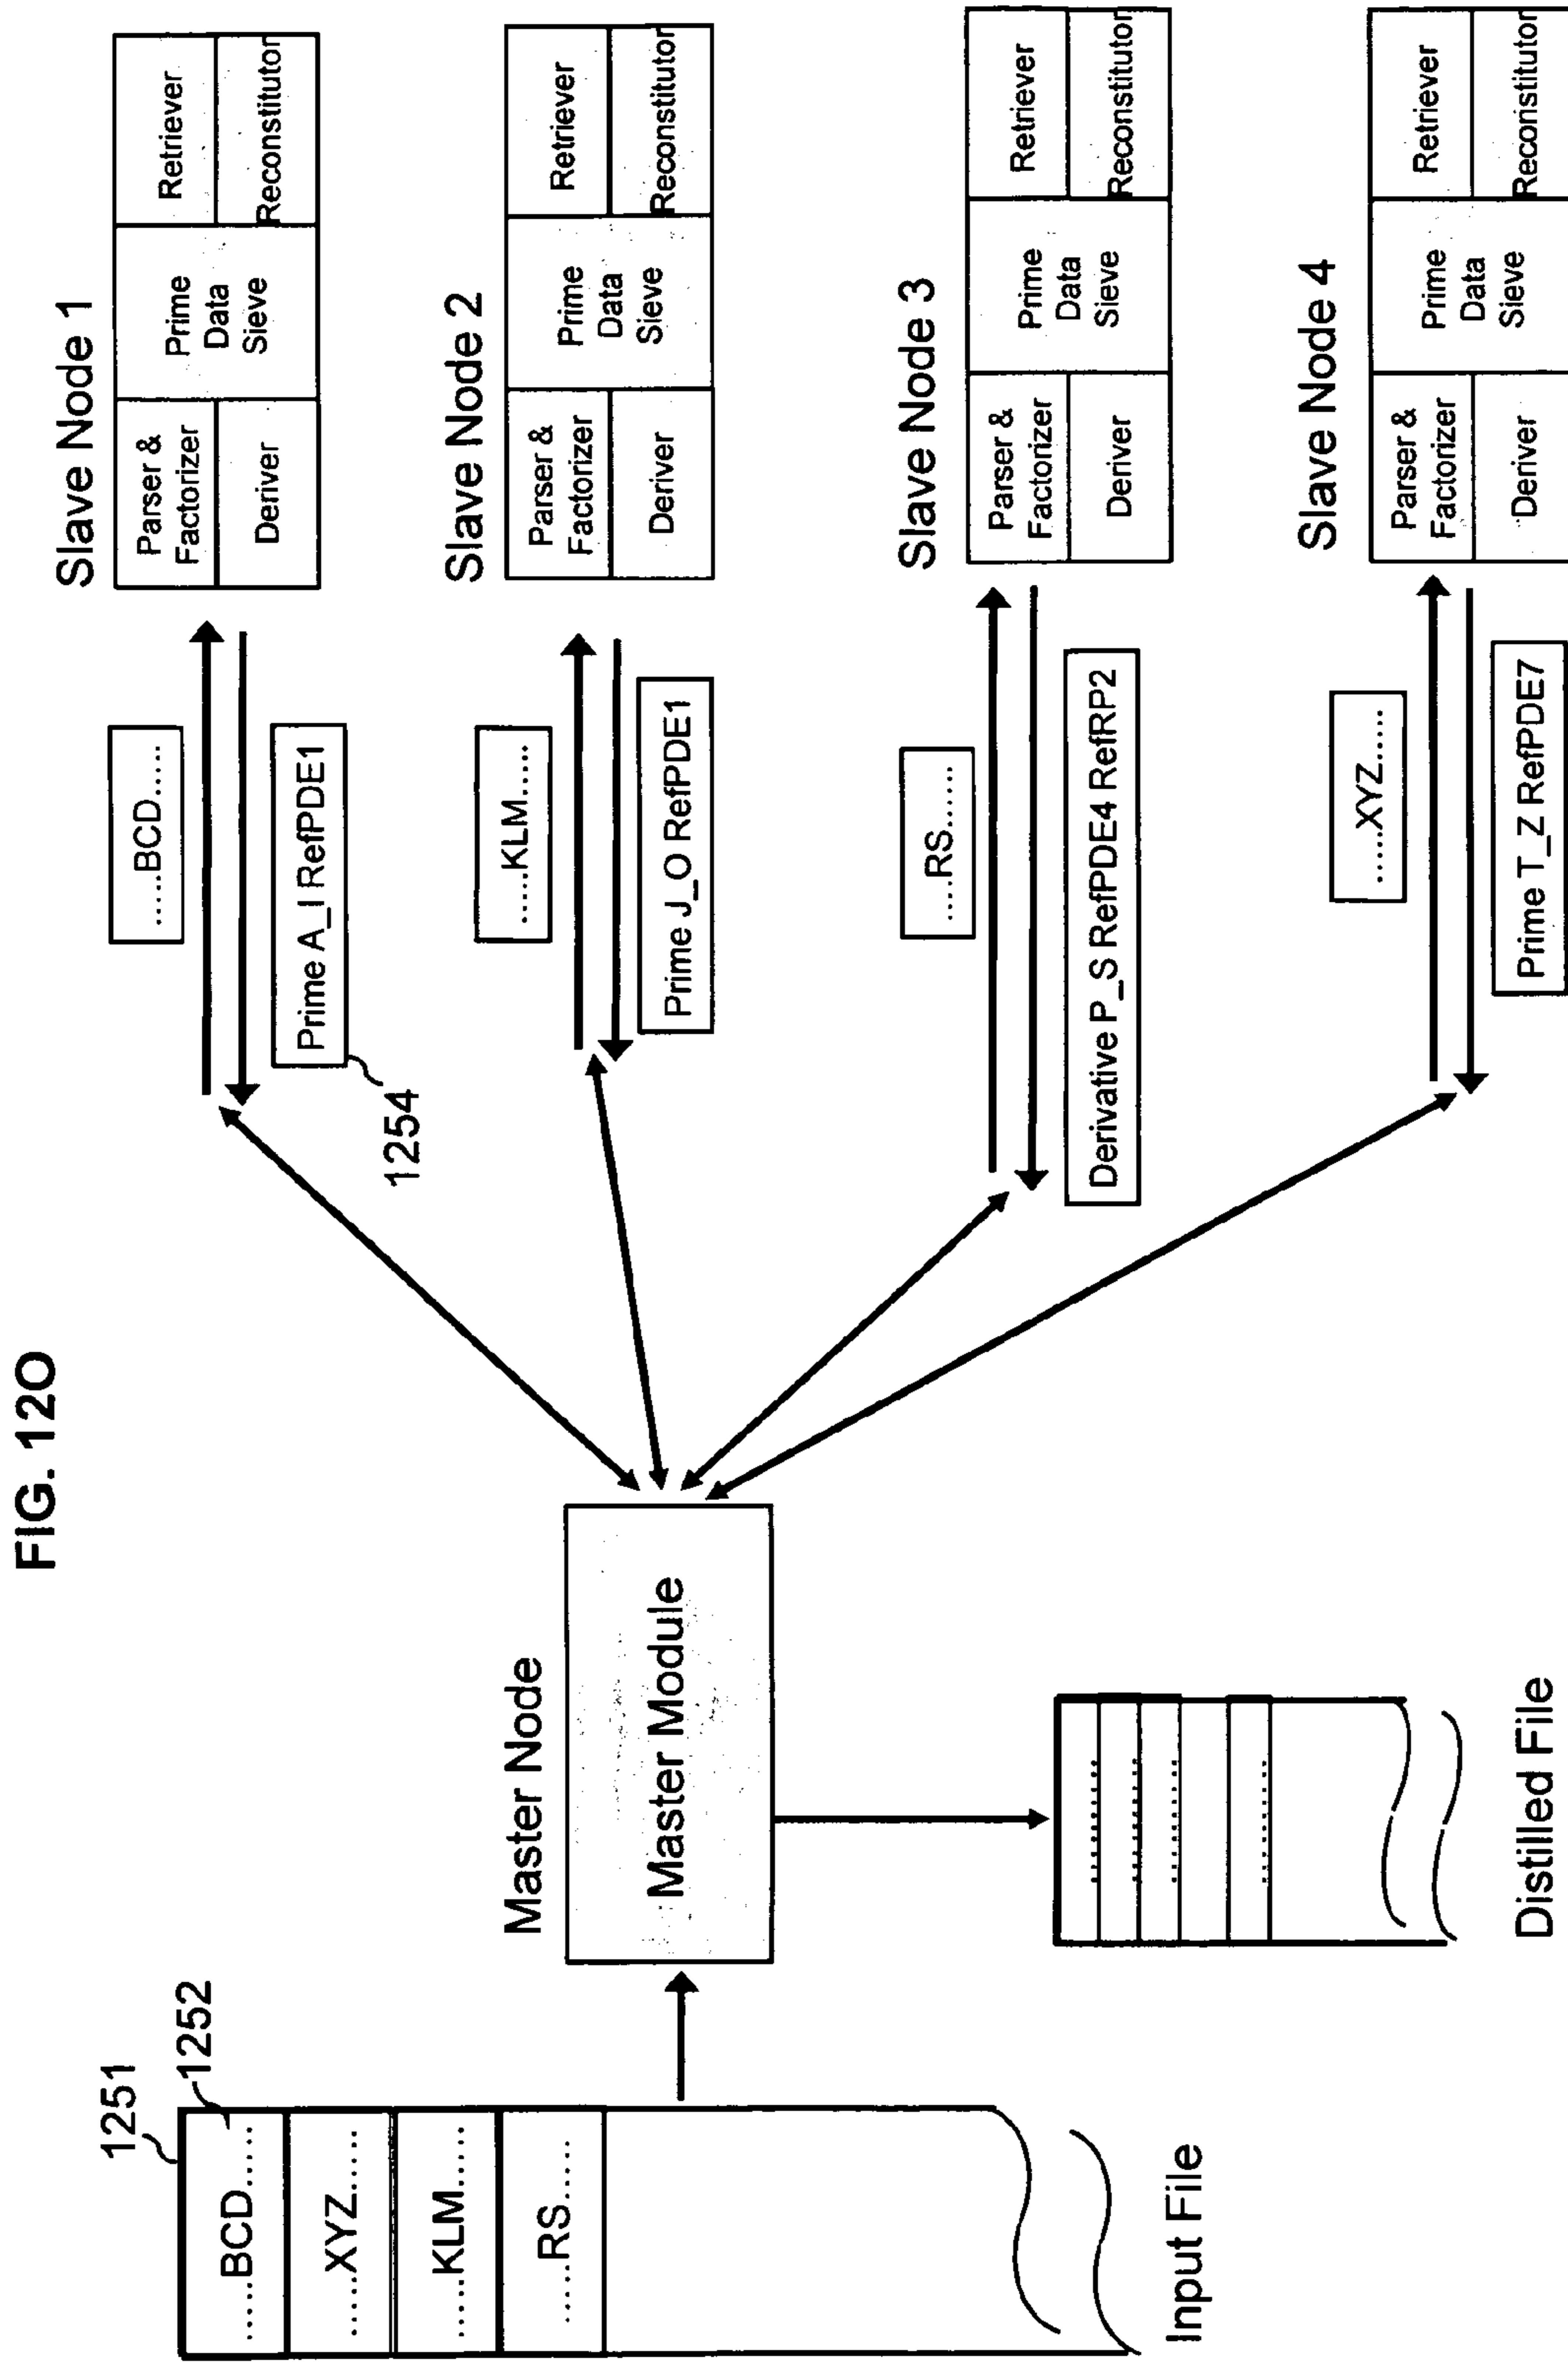 FIG. 12O
1251
1252
.....BCD.....
......XYZ.....
......KLM.....
......RS......
Input File
Master Node
Master Module
Distilled File
.....BCD.....
Prime A_I RefPDE1
1254
.....KLM.....
Prime J_O RefPDE1
.....RS......
Derivative P_S RefPDE4 RefRP2
......XYZ.....
Prime T_Z RefPDE7
Slave Node 1
Parser &
Factorizer
Deriver
Prime
Data
Sieve
Retriever
Reconstitutor
Slave Node 2
Parser &
Factorizer
Deriver
Prime
Data
Sieve
Retriever
Reconstitutor
Slave Node 3
Parser &
Factorizer
Deriver
Prime
Data
Sieve
Retriever
Reconstitutor
Slave Node 4
Parser &
Factorizer
Deriver
Prime
Data
Sieve
Retriever
Reconstitutor